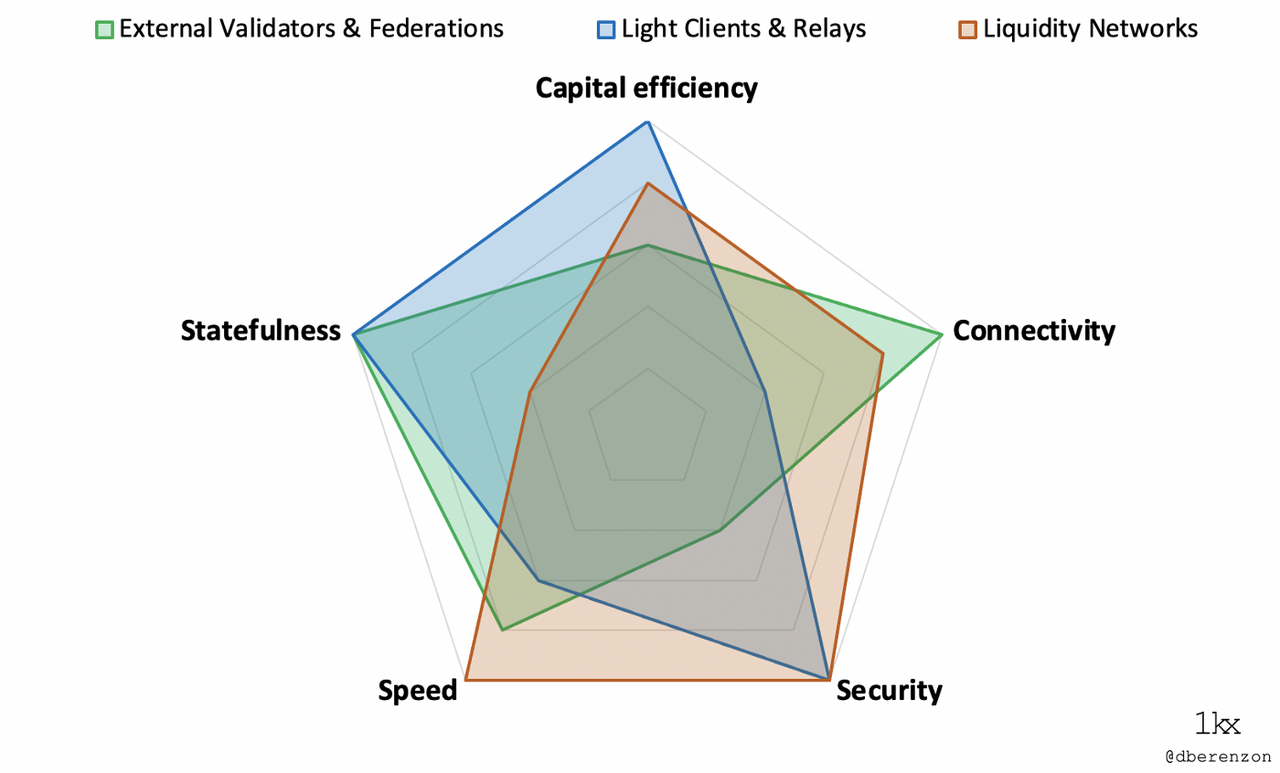 External Validators & Federations Light Clients & Relays Liquidity Networks
Capital efficiency
Statefulness Connectivity
Speed Security
1kx
@dberenzon